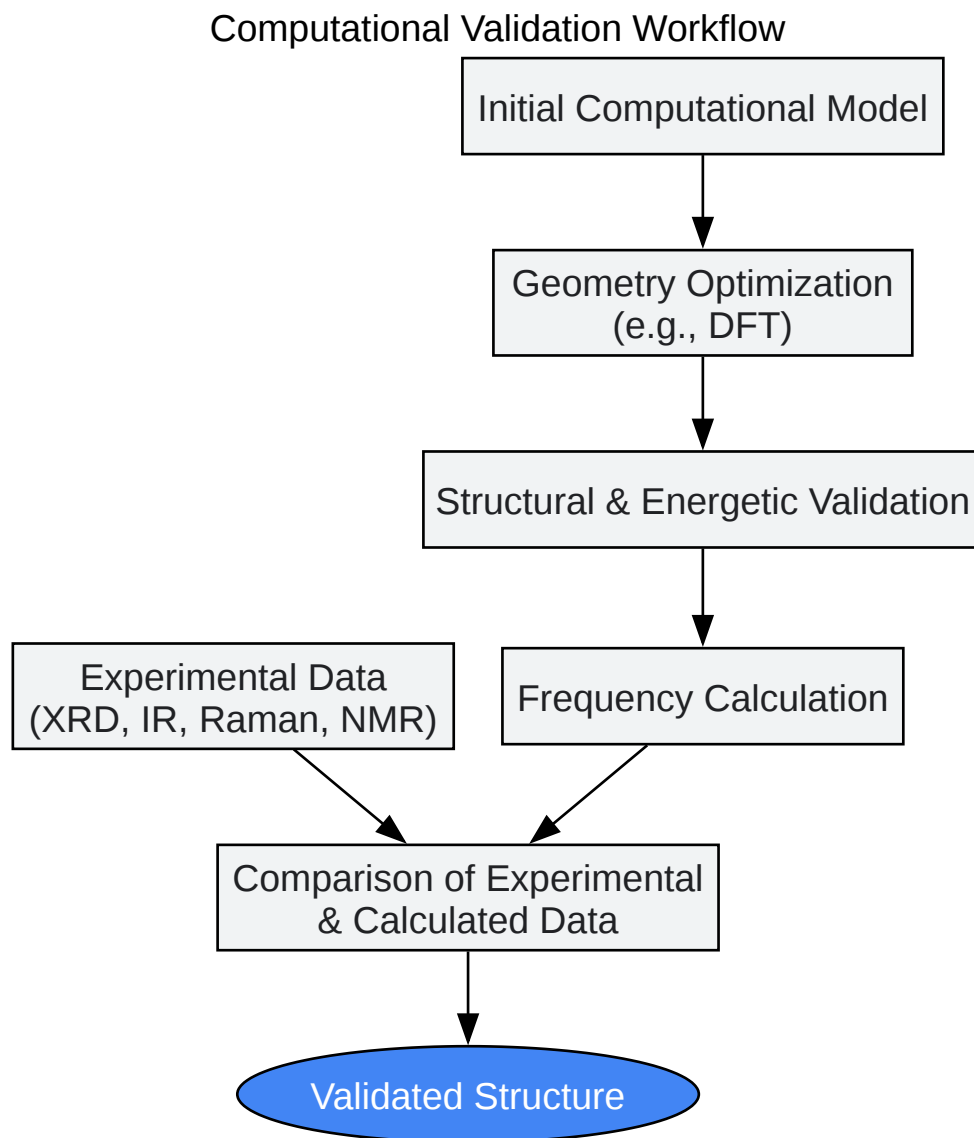 Computational Validation Workflow
Initial Computational Model
Geometry Optimization
(e.g., DFT)
Structural & Energetic Validation
Experimental Data
(XRD, IR, Raman, NMR)
Frequency Calculation
Comparison of Experimental
& Calculated Data
Validated Structure